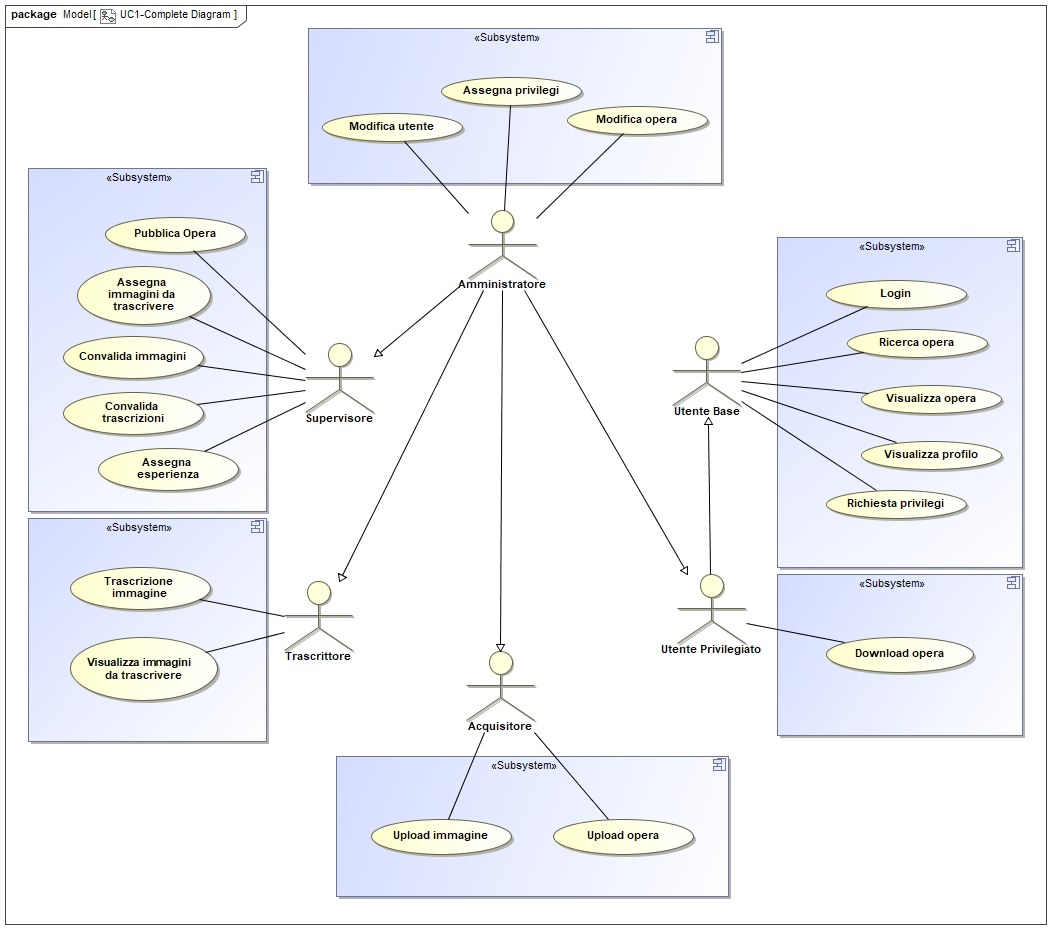 package Model[ UC1-Complete Diagram ]
«Subsystem»
Assegna privilegi
Modifica utente
Modifica opera
«Subsystem»
Pubblica Opera
Assegna
immagini da
trascrivere
Convalida immagini
Convalida
trascrizioni
Assegna
esperienza
Amministratore
Supervisore
«Subsystem»
Login
Ricerca opera
Visualizza opera
Visualizza profilo
Richiesta privilegi
Utente Base
«Subsystem»
Trascrizione
immagine
Visualizza immagini
da trascrivere
Trascrittore
Utente Privilegiato
«Subsystem»
Download opera
Acquisitore
«Subsystem»
Upload immagine
Upload opera